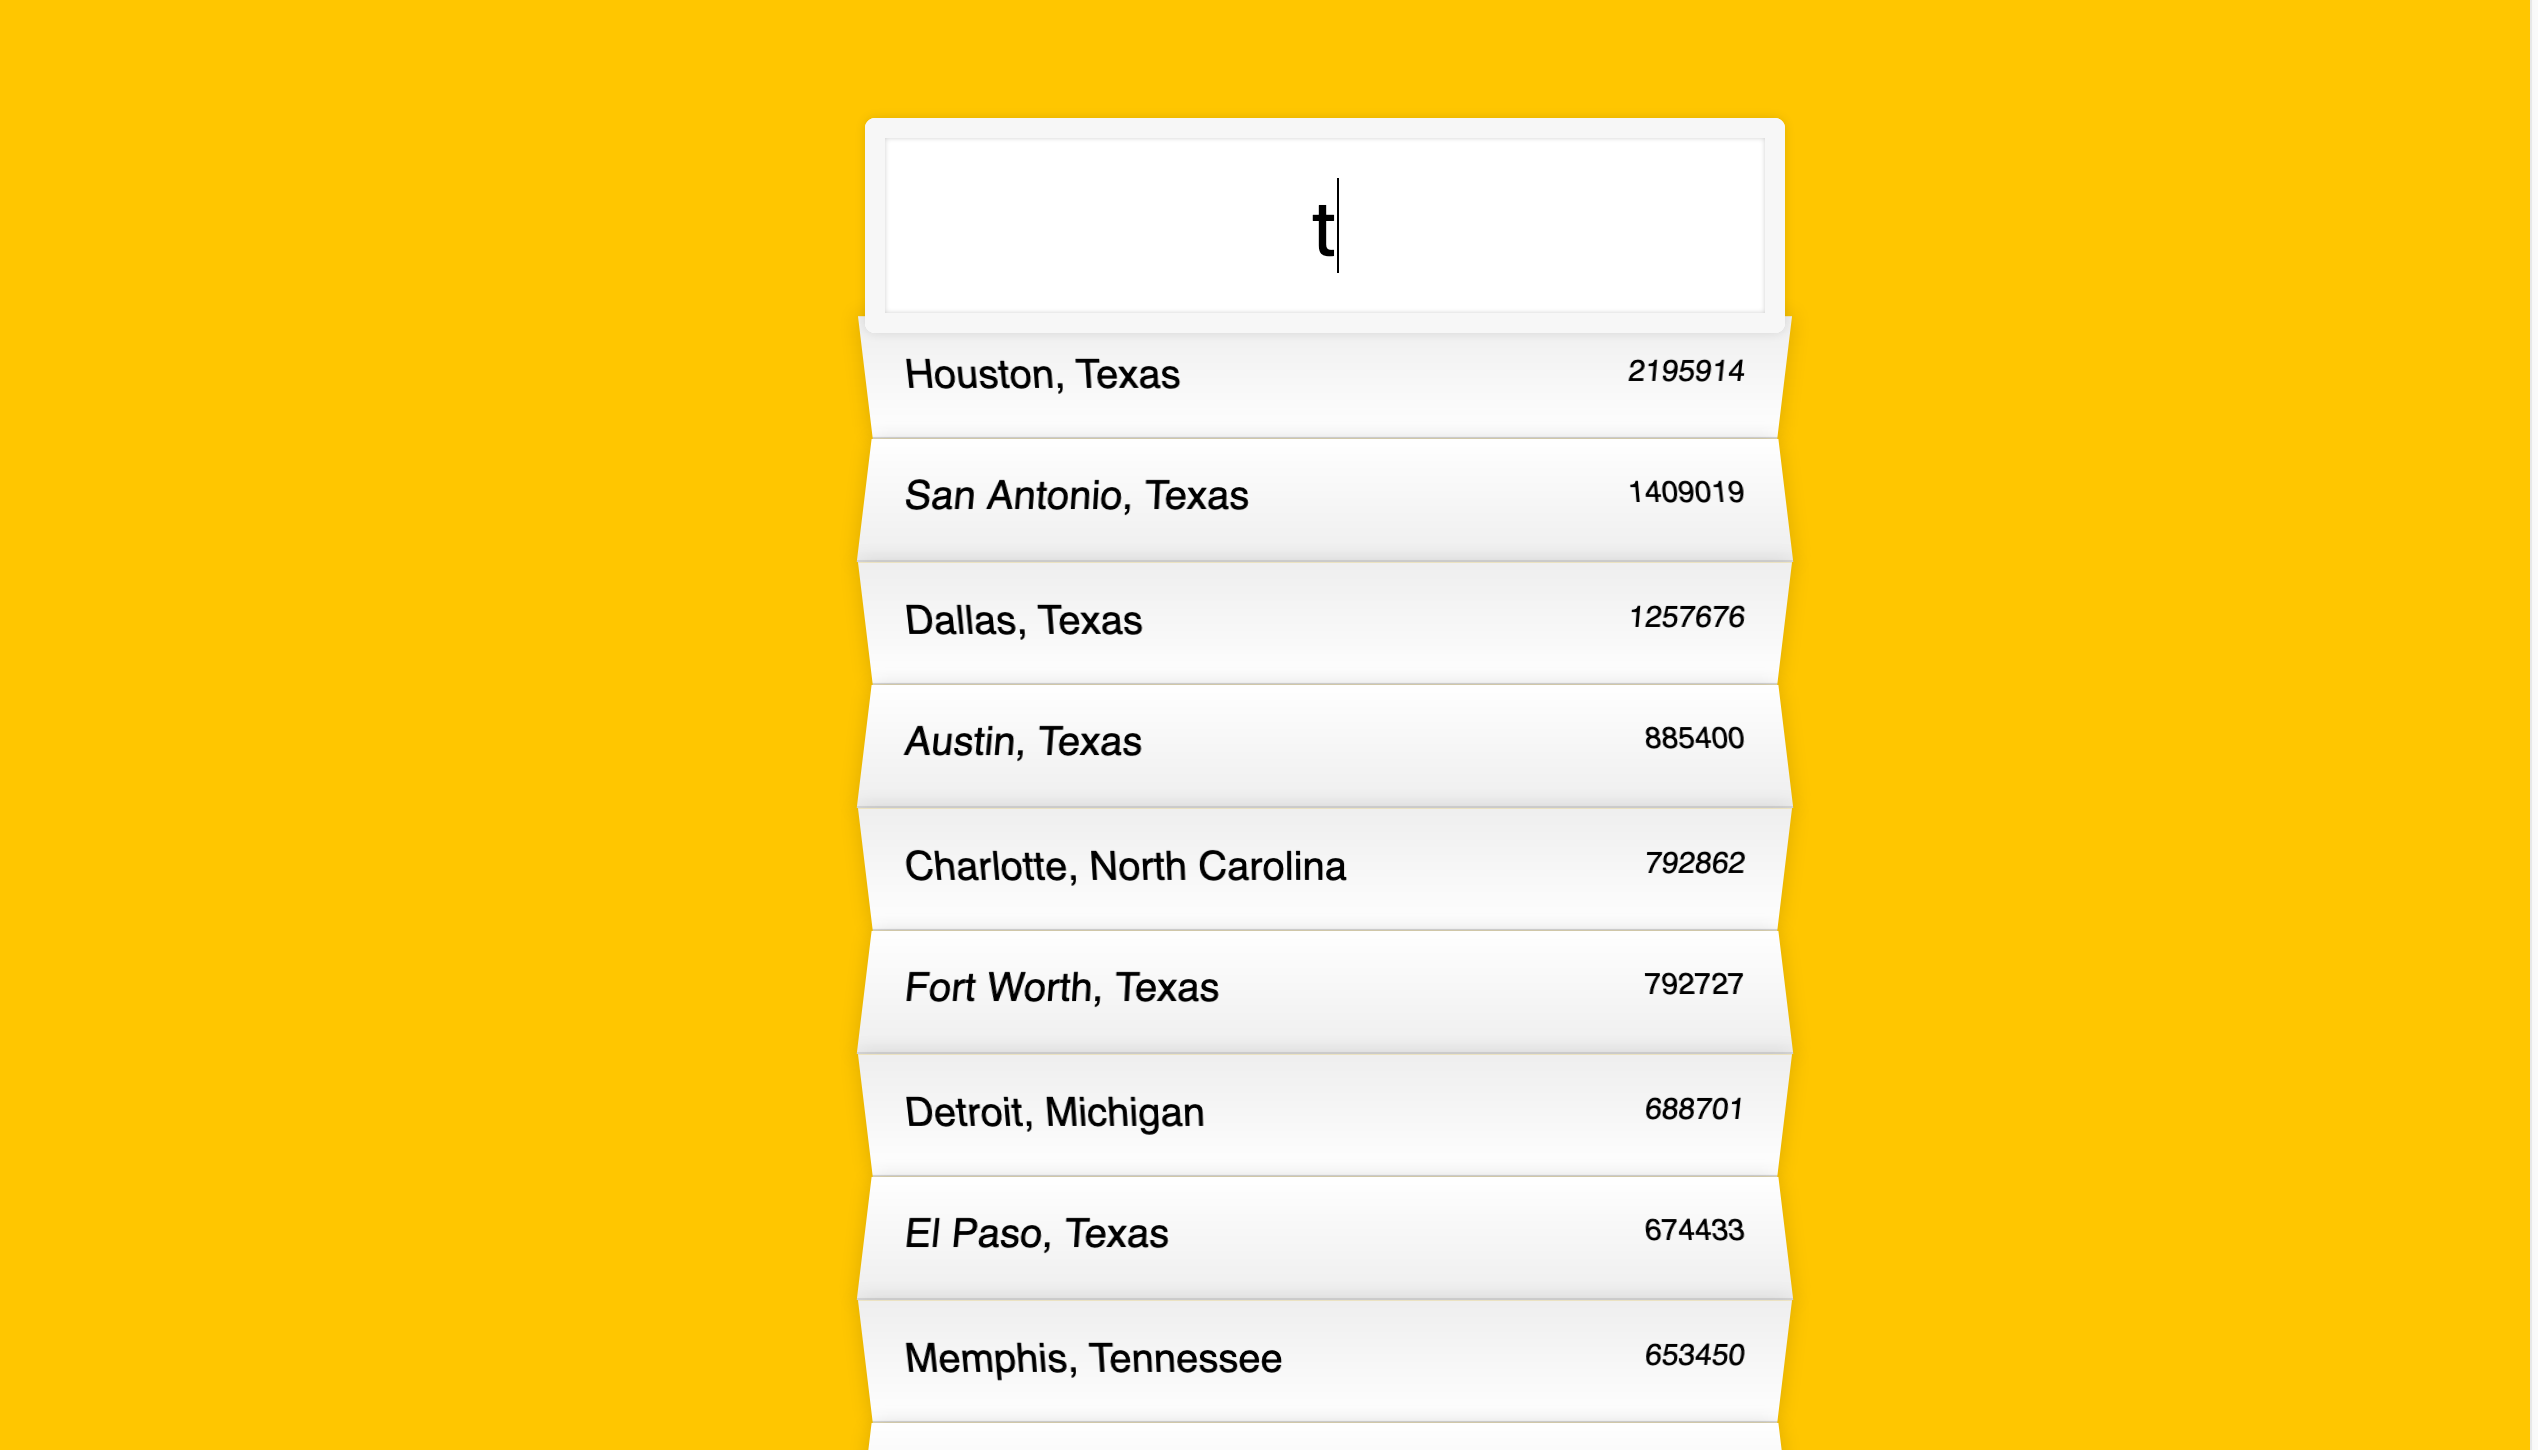 t
Houston, Texas 2195914
San Antonio, Texas 1409019
Dallas, Texas 1257676
Austin, Texas 885400
Charlotte, North Carolina 792862
Fort Worth, Texas 792727
Detroit, Michigan 688701
El Paso, Texas 674433
Memphis, Tennessee 653450